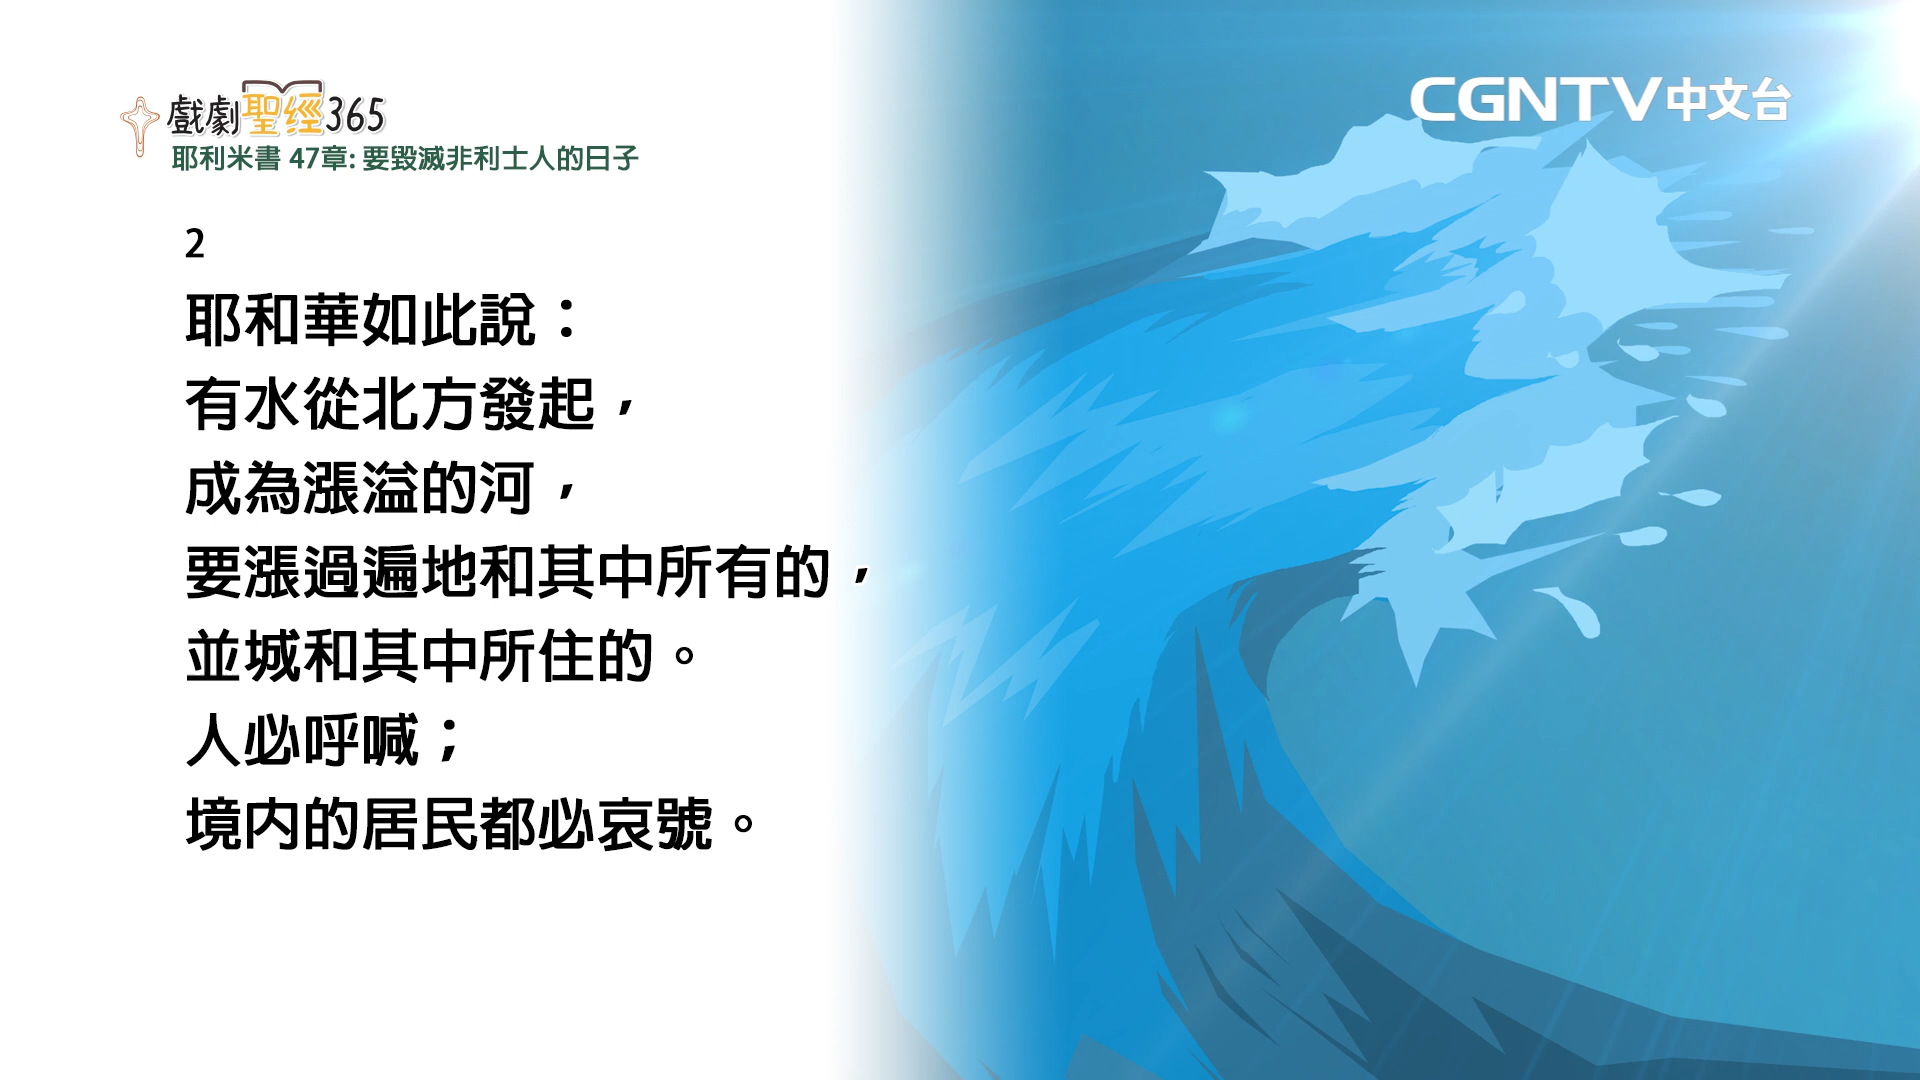 戲劇聖經365
CGNTV中文台
耶利米書 47章: 要毀滅非利士人的日子
2
耶和華如此說：
有水從北方發起，
成為漲溢的河，
要漲過遍地和其中所有的，
並城和其中所住的。
人必呼喊；
境内的居民都必哀號。